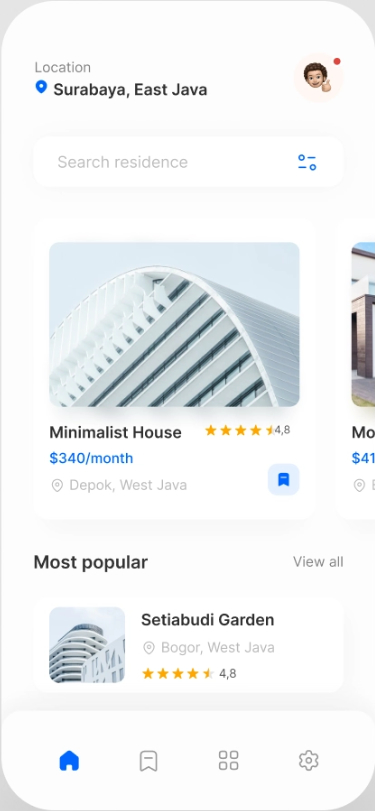 Location
Surabaya, East Java
Search residence
Minimalist House
4,8
Mo
$340/month
$41
Depok, West Java
Most popular
View all
Setiabudi Garden
Bogor, West Java
4,8